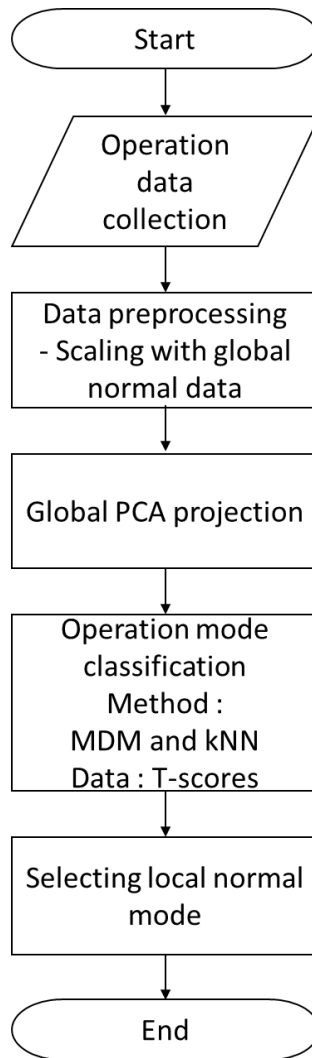 Start
Operation
data
collection
Data preprocessing
- Scaling with global
normal data
Global PCA projection
Operation mode
classification
Method :
MDM and kNN
Data : T-scores
Selecting local normal
mode
End